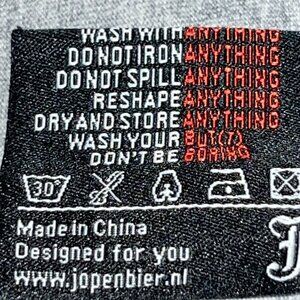 WASH WITH ANYTHING
DO NOT IRON ANYTHING
DO NOT SPILL ANYTHING
RESHAPE ANYTHING
DRY AND STORE ANYTHING
WASH YOUR BUT(T)
DON'T BE BORING
30°
Made in China
Designed for you
www.jopenbier.nl
J